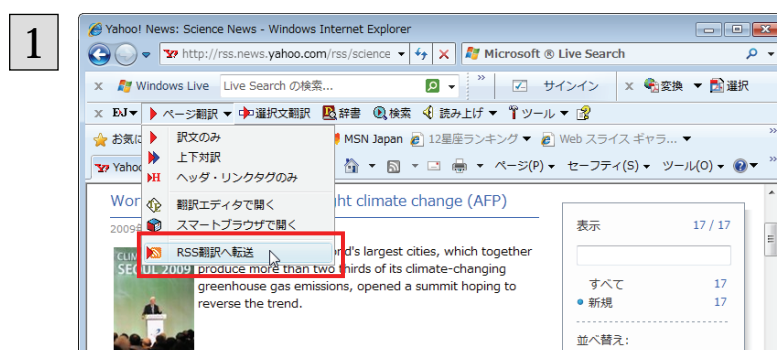 1
Yahoo! News: Science News - Windows Internet Explorer
http://rss.news.yahoo.com/rss/science
Microsoft ® Live Search
x Windows Live Live Search の検索... » サインイン x 変換 選択
x EJ ページ翻訳 選択文翻訳 辞書 検索 読み上げ ツール
お気に MSN Japan 12星座ランキング Web スライス ギャラ... »
Yahoo ページ(P) セーフティ(S) ツール(O) »
訳文のみ
上下対訳
ヘッダ・リンクタグのみ
翻訳エディタで開く
スマートブラウザで開く
RSS翻訳へ転送
Wor ght climate change (AFP)
2009年
CLIM
SEOUL 2009
rld's largest cities, which together
produce more than two thirds of its climate-changing
greenhouse gas emissions, opened a summit hoping to
reverse the trend.
表示 17 / 17
すべて 17
新規 17
並べ替え: